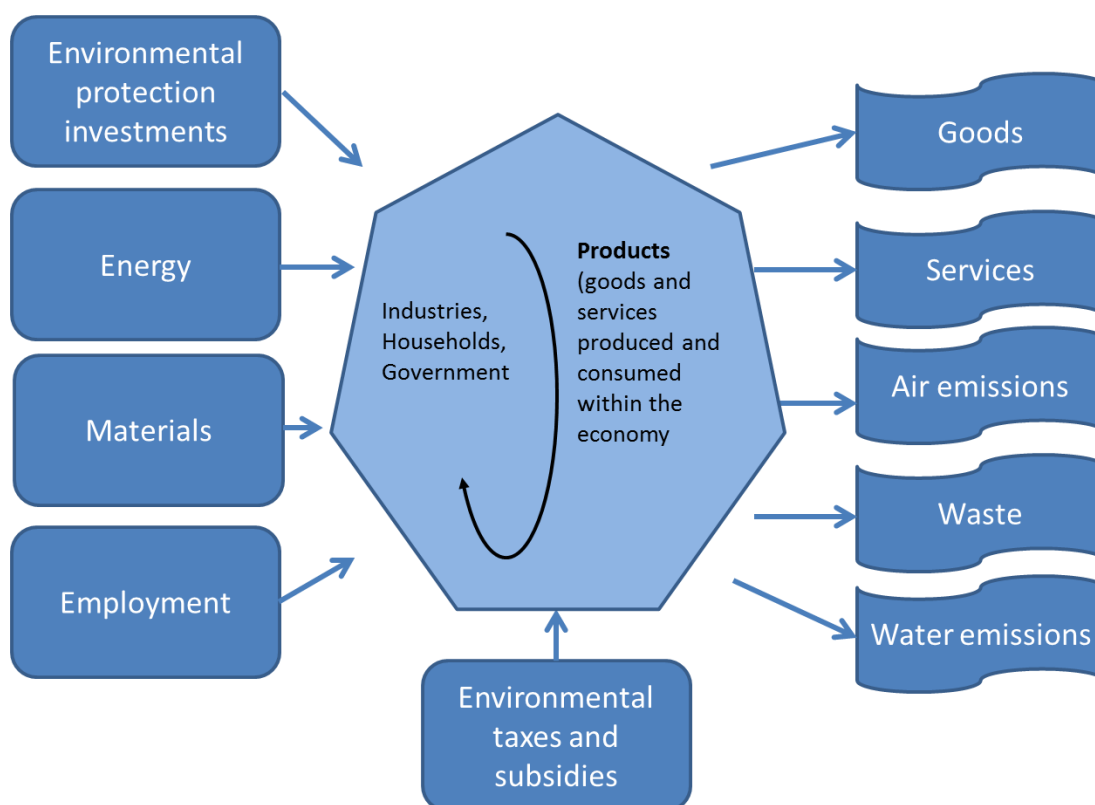 Environmental
protection
investments
Energy
Materials
Employment
Industries,
Households,
Government
Products
(goods and
services
produced and
consumed
within the
economy
Environmental
taxes and
subsidies
Goods
Services
Air emissions
Waste
Water emissions